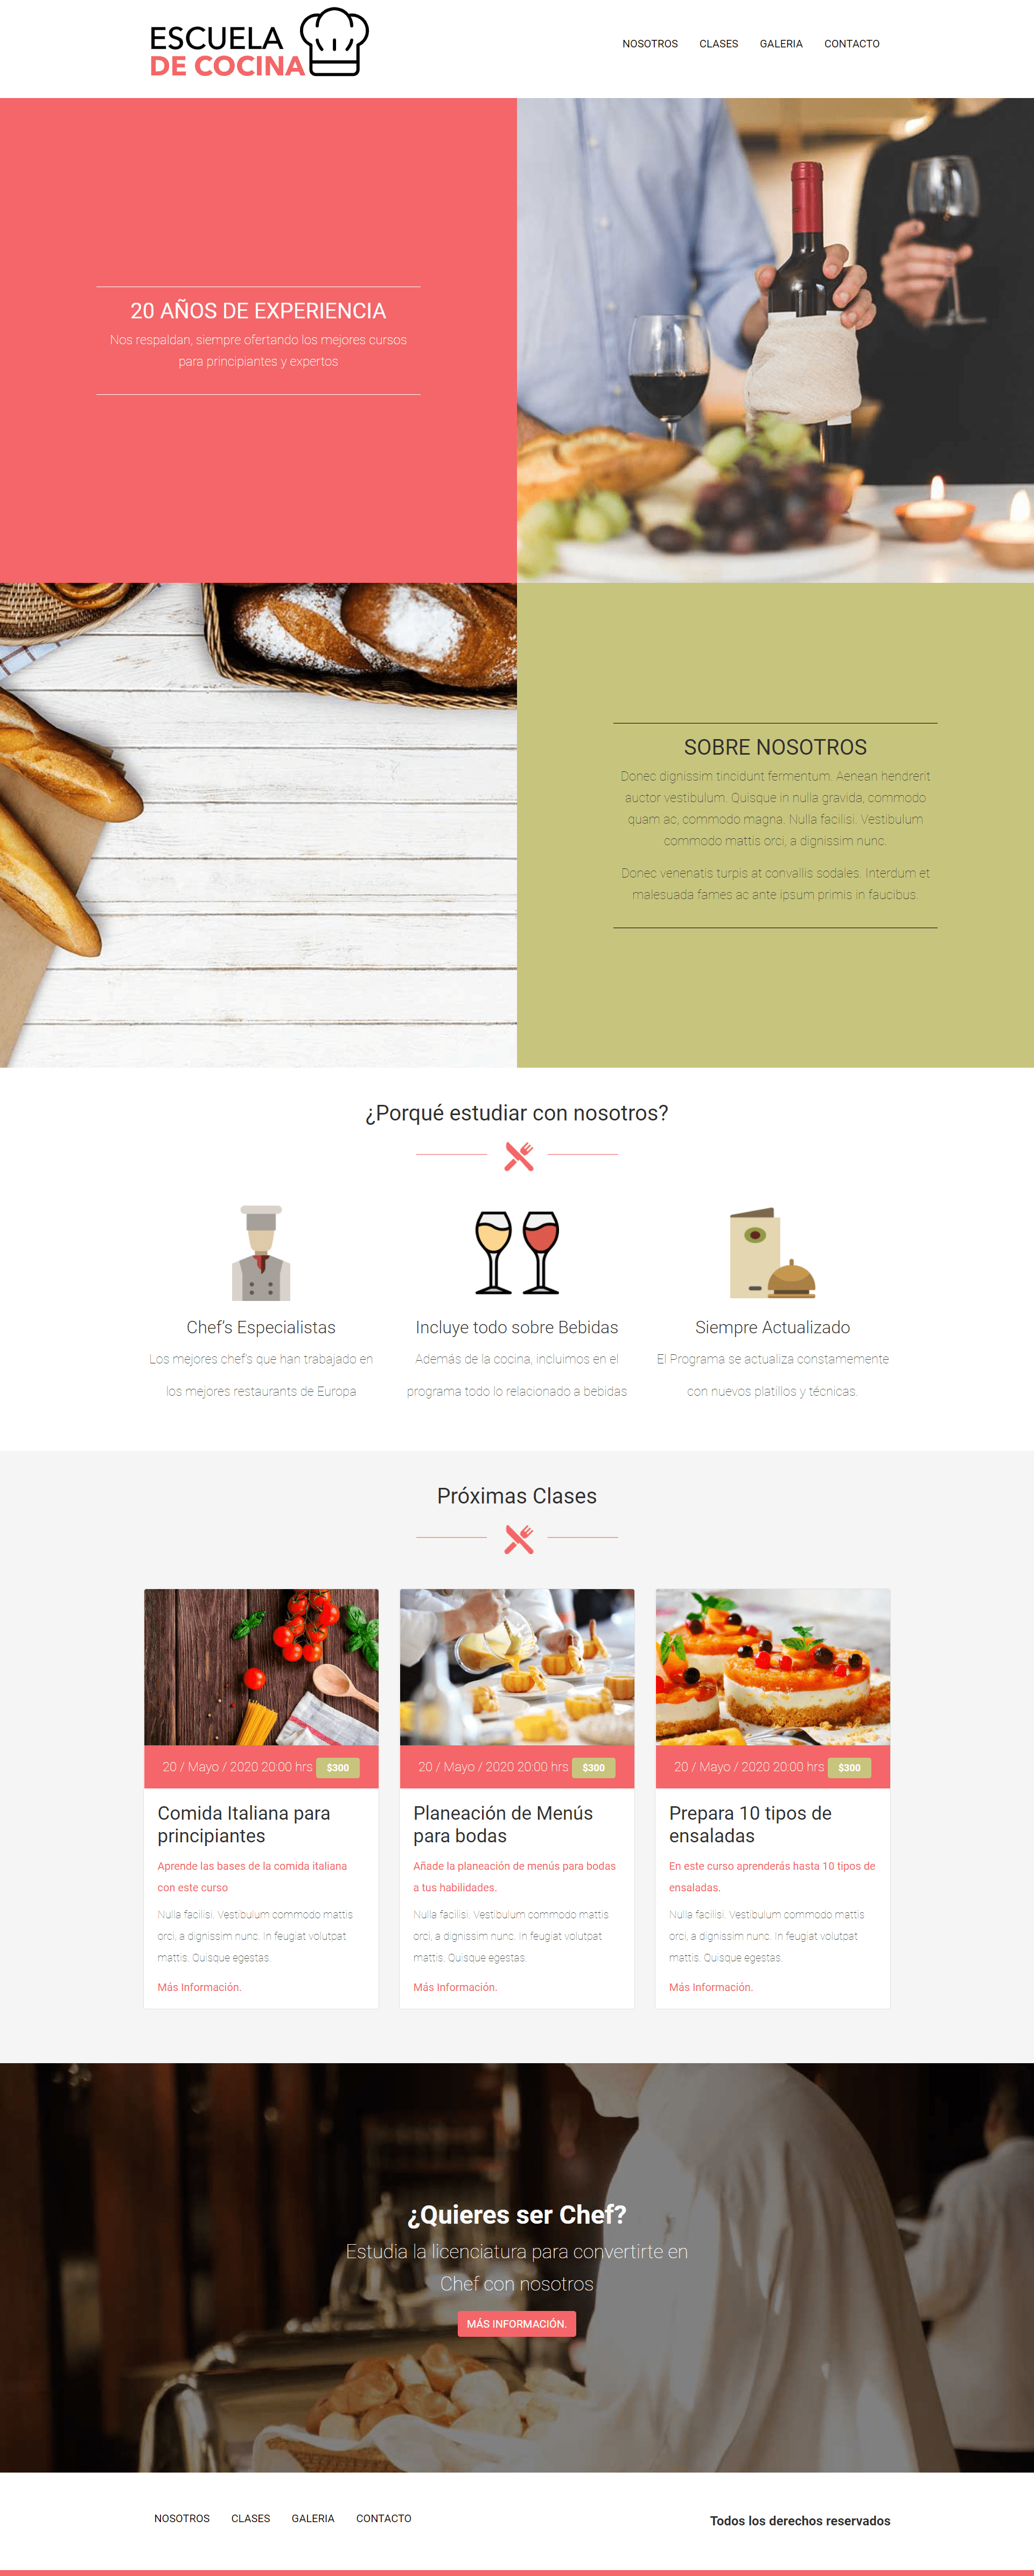 ESCUELA
DE COCINA
NOSOTROS CLASES GALERIA CONTACTO
20 AÑOS DE EXPERIENCIA
Nos respaldan, siempre ofertando los mejores cursos
para principiantes y expertos
SOBRE NOSOTROS
Donec dignissim tincidunt fermentum. Aenean hendrerit
auctor vestibulum. Quisque in nulla gravida, commodo
quam ac, commodo magna. Nulla facilisi. Vestibulum
commodo mattis orci, a dignissim nunc.
Donec venenatis turpis at convallis sodales. Interdum et
malesuada fames ac ante ipsum primis in faucibus.
¿Porqué estudiar con nosotros?
Chef's Especialistas
Los mejores chef's que han trabajado en
los mejores restaurants de Europa
Incluye todo sobre Bebidas
Además de la cocina, incluimos en el
programa todo lo relacionado a bebidas
Siempre Actualizado
El Programa se actualiza constamemente
con nuevos platillos y técnicas.
Próximas Clases
20 / Mayo / 2020 20:00 hrs $300
Comida Italiana para
principiantes
Aprende las bases de la comida italiana
con este curso
Nulla facilisi. Vestibulum commodo mattis
orci, a dignissim nunc. In feugiat volutpat
mattis. Quisque egestas.
Más Información.
20 / Mayo / 2020 20:00 hrs $300
Planeación de Menús
para bodas
Añade la planeación de menús para bodas
a tus habilidades.
Nulla facilisi. Vestibulum commodo mattis
orci, a dignissim nunc. In feugiat volutpat
mattis. Quisque egestas.
Más Información.
20 / Mayo / 2020 20:00 hrs $300
Prepara 10 tipos de
ensaladas
En este curso aprenderás hasta 10 tipos de
ensaladas.
Nulla facilisi. Vestibulum commodo mattis
orci, a dignissim nunc. In feugiat volutpat
mattis. Quisque egestas.
Más Información.
¿Quieres ser Chef?
Estudia la licenciatura para convertirte en
Chef con nosotros
MÁS INFORMACIÓN.
NOSOTROS CLASES GALERIA CONTACTO
Todos los derechos reservados